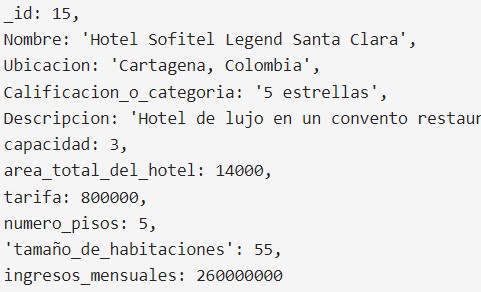 _id: 15,
Nombre: 'Hotel Sofitel Legend Santa Clara',
Ubicacion: 'Cartagena, Colombia',
Calificacion_o_categoria: '5 estrellas',
Descripcion: 'Hotel de lujo en un convento
capacidad: 3,
area_total_del_hotel: 14000,
tarifa: 800000,
numero_pisos: 5,
'tamaño_de_habitaciones': 55,
ingresos_mensuales: 260000000